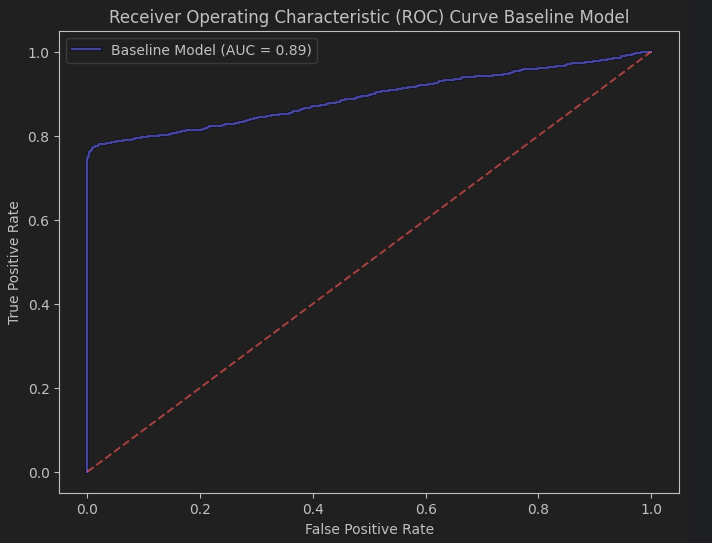 Receiver Operating Characteristic (ROC) Curve Baseline Model
Baseline Model (AUC = 0.89)
1.0
0.8
0.6
0.4
0.2
0.0
True Positive Rate
0.0 0.2 0.4 0.6 0.8 1.0
False Positive Rate